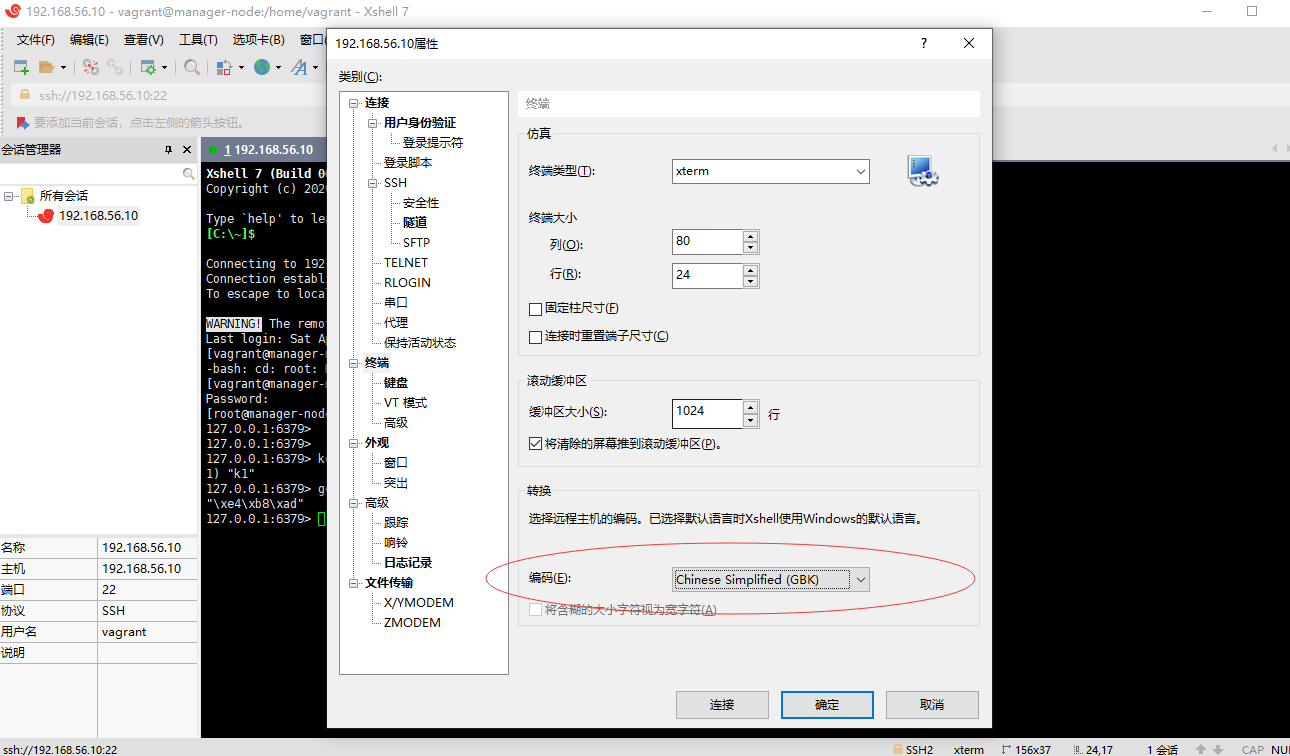 192.168.56.10 - vagrant@manager-node:/home/vagrant - Xshell 7
文件(F) 编辑(E) 查看(V) 工具(T) 选项卡(B) 窗口(
ssh://192.168.56.10:22
要添加当前会话，点击左侧的箭头按钮。
会话管理器
所有会话
192.168.56.10
名称 192.168.56.10
主机 192.168.56.10
端口 22
协议 SSH
用户名 vagrant
说明
1 192.168.56.10
Xshell 7 (Build 0
Copyright (c) 202
Type `help' to lea
[C:\~]$
Connecting to 192
Connection establi
To escape to local
WARNING! The remo
Last login: Sat Ap
[vagrant@manager-
-bash: cd: root:
[vagrant@manager-
Password:
[root@manager-node
127.0.0.1:6379>
127.0.0.1:6379>
127.0.0.1:6379> k
1) "k1"
127.0.0.1:6379> g
"\xe4\xb8\xad"
127.0.0.1:6379>
192.168.56.10属性
?
类别(C):
连接
用户身份验证
登录提示符
登录脚本
SSH
安全性
隧道
SFTP
TELNET
RLOGIN
串口
代理
保持活动状态
终端
键盘
VT 模式
高级
外观
窗口
突出
高级
跟踪
响铃
日志记录
文件传输
X/YMODEM
ZMODEM
终端
仿真
终端类型(T): xterm
终端大小
列(O): 80
行(R): 24
固定柱尺寸(F)
连接时重置端子尺寸(C)
滚动缓冲区
缓冲区大小(S): 1024 行
将清除的屏幕推到滚动缓冲区(P)。
转换
选择远程主机的编码。已选择默认语言时Xshell使用Windows的默认语言。
编码(E): Chinese Simplified (GBK)
将含糊的大小字符视为宽字符(A)
连接 确定 取消
ssh://192.168.56.10:22 SSH2 xterm 156x37 24,17 1 会话 CAP NU